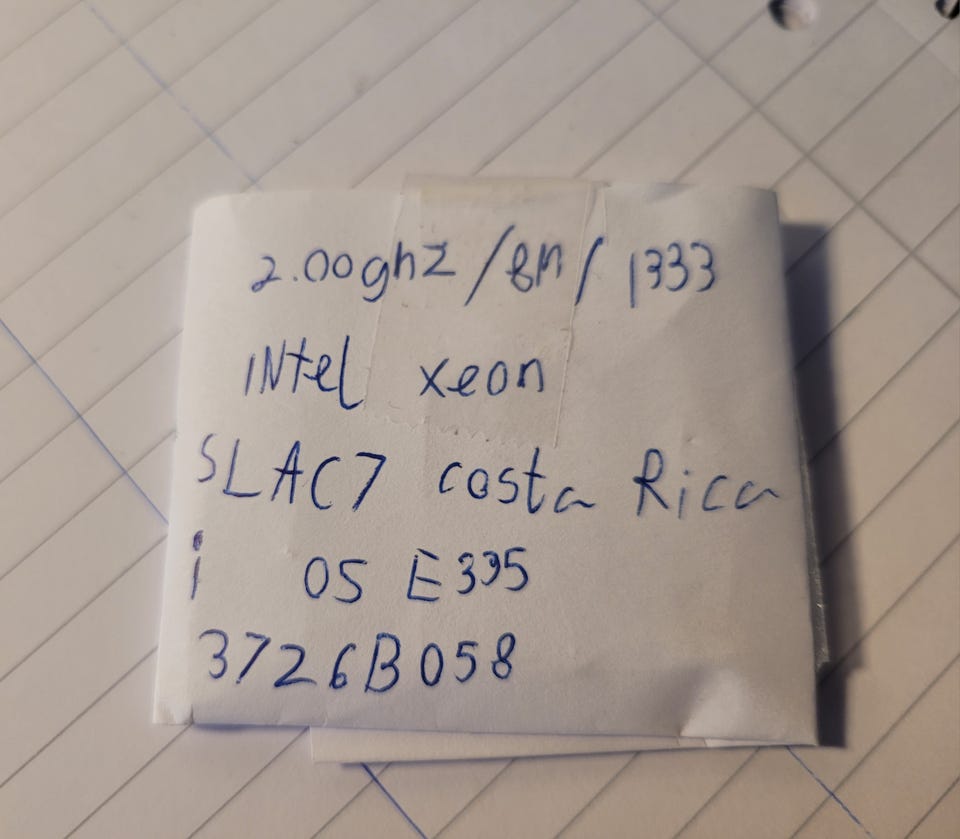 2.00ghz/8M/1333
INtel xeon
SLAC7 costa Rica
i 05 E335
3726B058